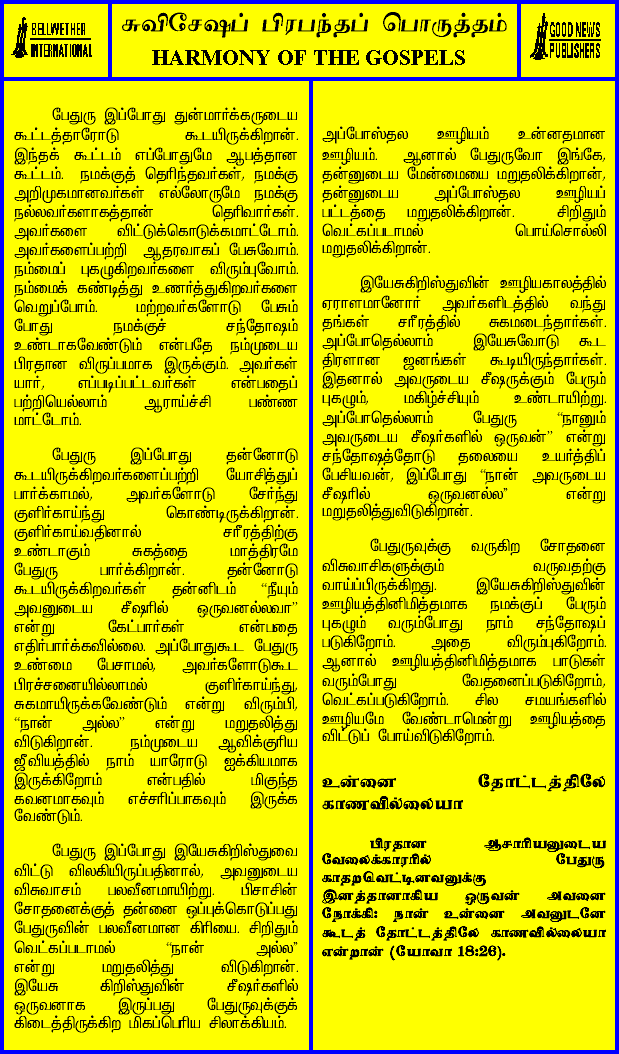 BELLWETHER
INTERNATIONAL
சுவிசேஷப் பிரபந்தப் பொருத்தம்
HARMONY OF THE GOSPELS
GOOD NEWS
PUBLISHERS
பேதுரு இப்போது துன்மார்க்கருடைய
கூட்டத்தாரோடு கூடயிருக்கிறான்.
இந்தக் கூட்டம் எப்போதுமே ஆபத்தான
கூட்டம். நமக்குத் தெரிந்தவர்கள், நமக்கு
அறிமுகமானவர்கள் எல்லோருமே நமக்கு
நல்லவர்களாகத்தான் தெரிவார்கள்.
அவர்களை விட்டுக்கொடுக்கமாட்டோம்.
அவர்களைப்பற்றி ஆதரவாகப் பேசுவோம்.
நம்மைப் புகழுகிறவர்களை விரும்புவோம்.
நம்மைக் கண்டித்து உணர்த்துகிறவர்களை
வெறுப்போம். மற்றவர்களோடு பேசும்
போது நமக்குச் சந்தோஷம்
உண்டாகவேண்டும் என்பதே நம்முடைய
பிரதான விருப்பமாக இருக்கும். அவர்கள்
யார், எப்படிப்பட்டவர்கள் என்பதைப்
பற்றியெல்லாம் ஆராய்ச்சி பண்ண
மாட்டோம்.
பேதுரு இப்போது தன்னோடு
கூடயிருக்கிறவர்களைப்பற்றி யோசித்துப்
பார்க்காமல், அவர்களோடு சேர்ந்து
குளிர்காய்ந்து கொண்டிருக்கிறான்.
குளிர்காய்வதினால் சரீரத்திற்கு
உண்டாகும் சுகத்தை மாத்திரமே
பேதுரு பார்க்கிறான். தன்னோடு
கூடயிருக்கிறவர்கள் தன்னிடம் “நீயும்
அவனுடைய சீஷரில் ஒருவனல்லவா”
என்று கேட்பார்கள் என்பதை
எதிர்பார்க்கவில்லை. அப்போதுகூட பேதுரு
உண்மை பேசாமல், அவர்களோடுகூட
பிரச்சனையில்லாமல் குளிர்காய்ந்து,
சுகமாயிருக்கவேண்டும் என்று விரும்பி,
“நான் அல்ல” என்று மறுதலித்து
விடுகிறான். நம்முடைய ஆவிக்குரிய
ஜீவியத்தில் நாம் யாரோடு ஐக்கியமாக
இருக்கிறோம் என்பதில் மிகுந்த
கவனமாகவும் எச்சரிப்பாகவும் இருக்க
வேண்டும்.
பேதுரு இப்போது இயேசுகிறிஸ்துவை
விட்டு விலகியிருப்பதினால், அவனுடைய
விசுவாசம் பலவீனமாயிற்று. பிசாசின்
சோதனைக்குத் தன்னை ஒப்புக்கொடுப்பது
பேதுருவின் பலவீனமான கிரியை. சிறிதும்
வெட்கப்படாமல் “நான் அல்ல”
என்று மறுதலித்து விடுகிறான்.
இயேசு கிறிஸ்துவின் சீஷர்களில்
ஒருவனாக இருப்பது பேதுருவுக்குக்
கிடைத்திருக்கிற மிகப்பெரிய சிலாக்கியம்.
அப்போஸ்தல ஊழியம் உன்னதமான
ஊழியம். ஆனால் பேதுருவோ இங்கே,
தன்னுடைய மேன்மையை மறுதலிக்கிறான்,
தன்னுடைய அப்போஸ்தல ஊழியப்
பட்டத்தை மறுதலிக்கிறான். சிறிதும்
வெட்கப்படாமல் பொய்சொல்லி
மறுதலிக்கிறான்.
இயேசுகிறிஸ்துவின் ஊழியகாலத்தில்
ஏராளமானோர் அவர்களிடத்தில் வந்து
தங்கள் சரீரத்தில் சுகமடைந்தார்கள்.
அப்போதெல்லாம் இயேசுவோடு கூட
திரளான ஜனங்கள் கூடியிருந்தார்கள்.
இதனால் அவருடைய சீஷருக்கும் பேரும்
புகழும், மகிழ்ச்சியும் உண்டாயிற்று.
அப்போதெல்லாம் பேதுரு “நானும்
அவருடைய சீஷர்களில் ஒருவன்” என்று
சந்தோஷத்தோடு தலையை உயர்த்திப்
பேசியவன், இப்போது “நான் அவருடைய
சீஷரில் ஒருவனல்ல” என்று
மறுதலித்துவிடுகிறான்.
பேதுருவுக்கு வருகிற சோதனை
விசுவாசிகளுக்கும் வருவதற்கு
வாய்ப்பிருக்கிறது. இயேசுகிறிஸ்துவின்
ஊழியத்தினிமித்தமாக நமக்குப் பேரும்
புகழும் வரும்போது நாம் சந்தோஷப்
படுகிறோம். அதை விரும்புகிறோம்.
ஆனால் ஊழியத்தினிமித்தமாக பாடுகள்
வரும்போது வேதனைப்படுகிறோம்,
வெட்கப்படுகிறோம். சில சமயங்களில்
ஊழியமே வேண்டாமென்று ஊழியத்தை
விட்டுப் போய்விடுகிறோம்.
உன்னை தோட்டத்திலே
காணவில்லையா
பிரதான ஆசாரியனுடைய
வேலைக்காரரில் பேதுரு
காதறவெட்டினவனுக்கு
இனத்தானாகிய ஒருவன் அவனை
நோக்கி: நான் உன்னை அவனுடனே
கூடத் தோட்டத்திலே காணவில்லையா
என்றான் (யோவா 18:26).